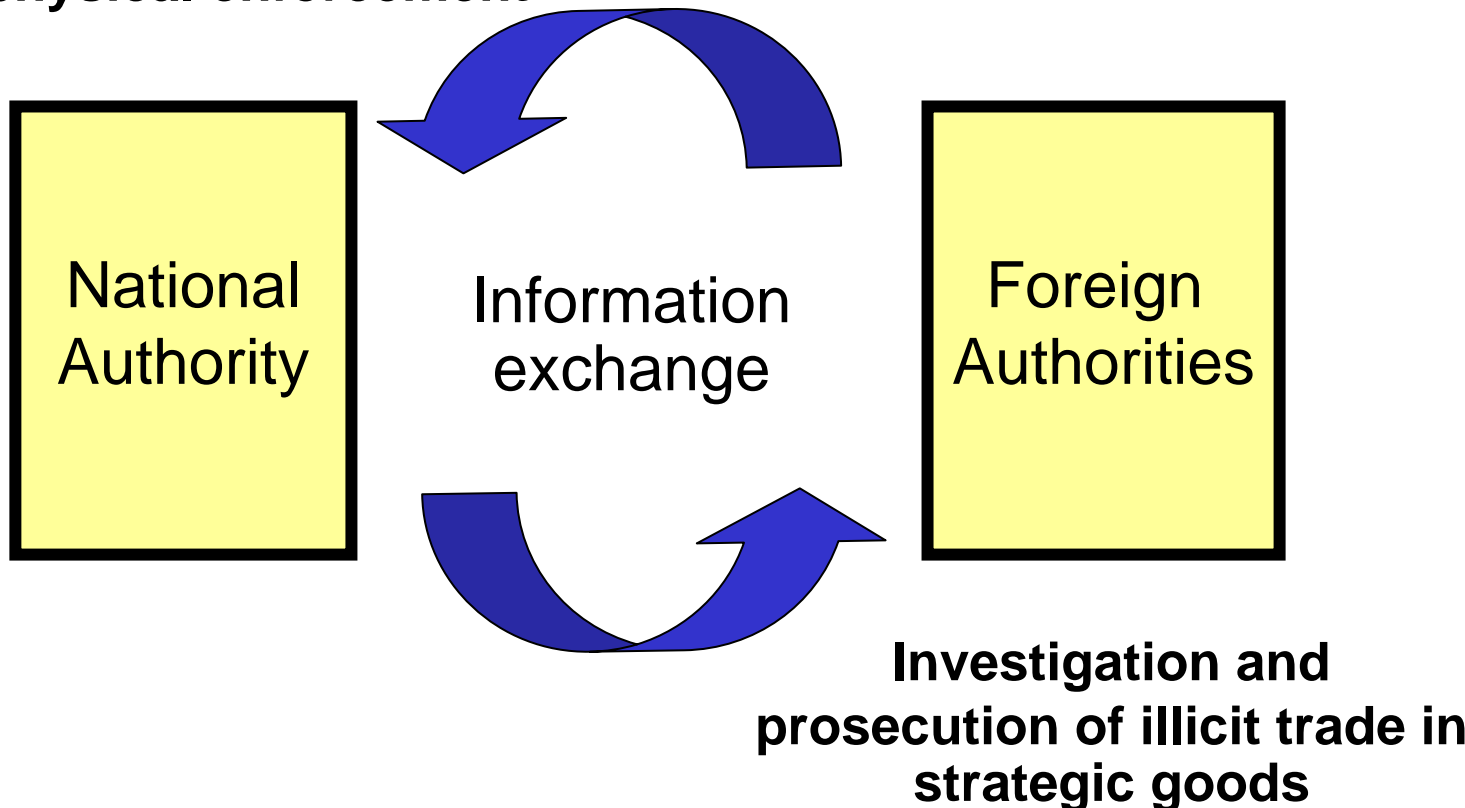 National
Authority
Information
exchange
Foreign
Authorities
Investigation and
prosecution of illicit trade in
strategic goods